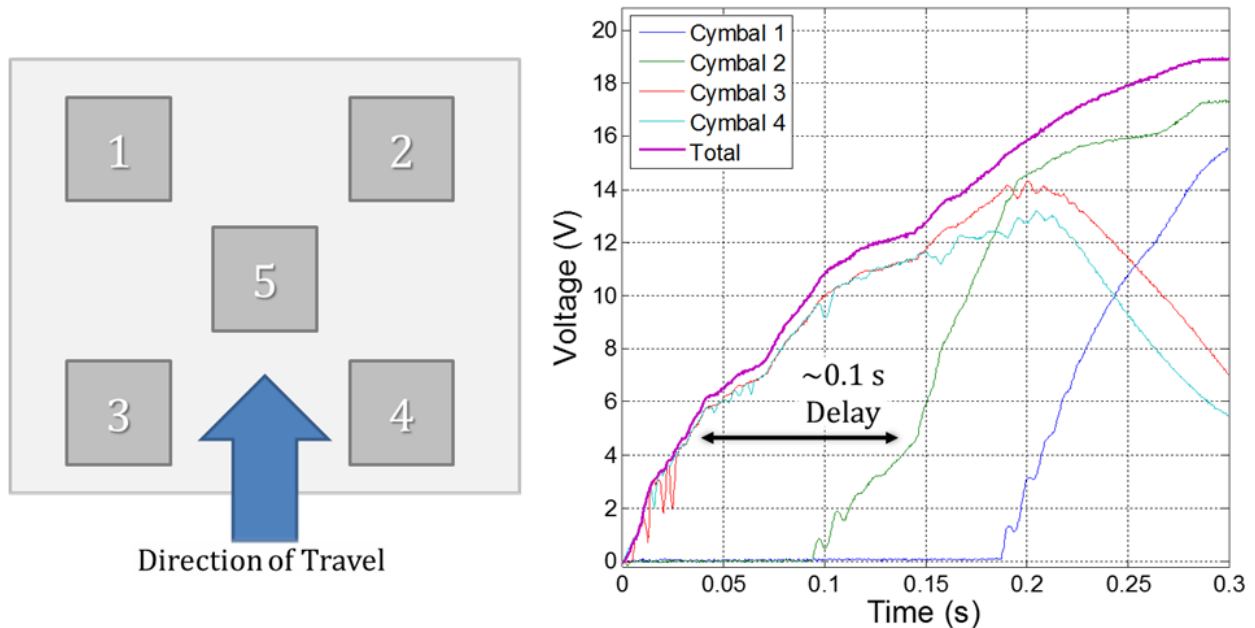 1
2
5
3
4
Direction of Travel
Cymbal 1
Cymbal 2
Cymbal 3
Cymbal 4
Total
~0.1 s
Delay
Voltage (V)
20
18
16
14
12
10
8
6
4
2
0
0
0.05
0.1
0.15
0.2
0.25
0.3
Time (s)